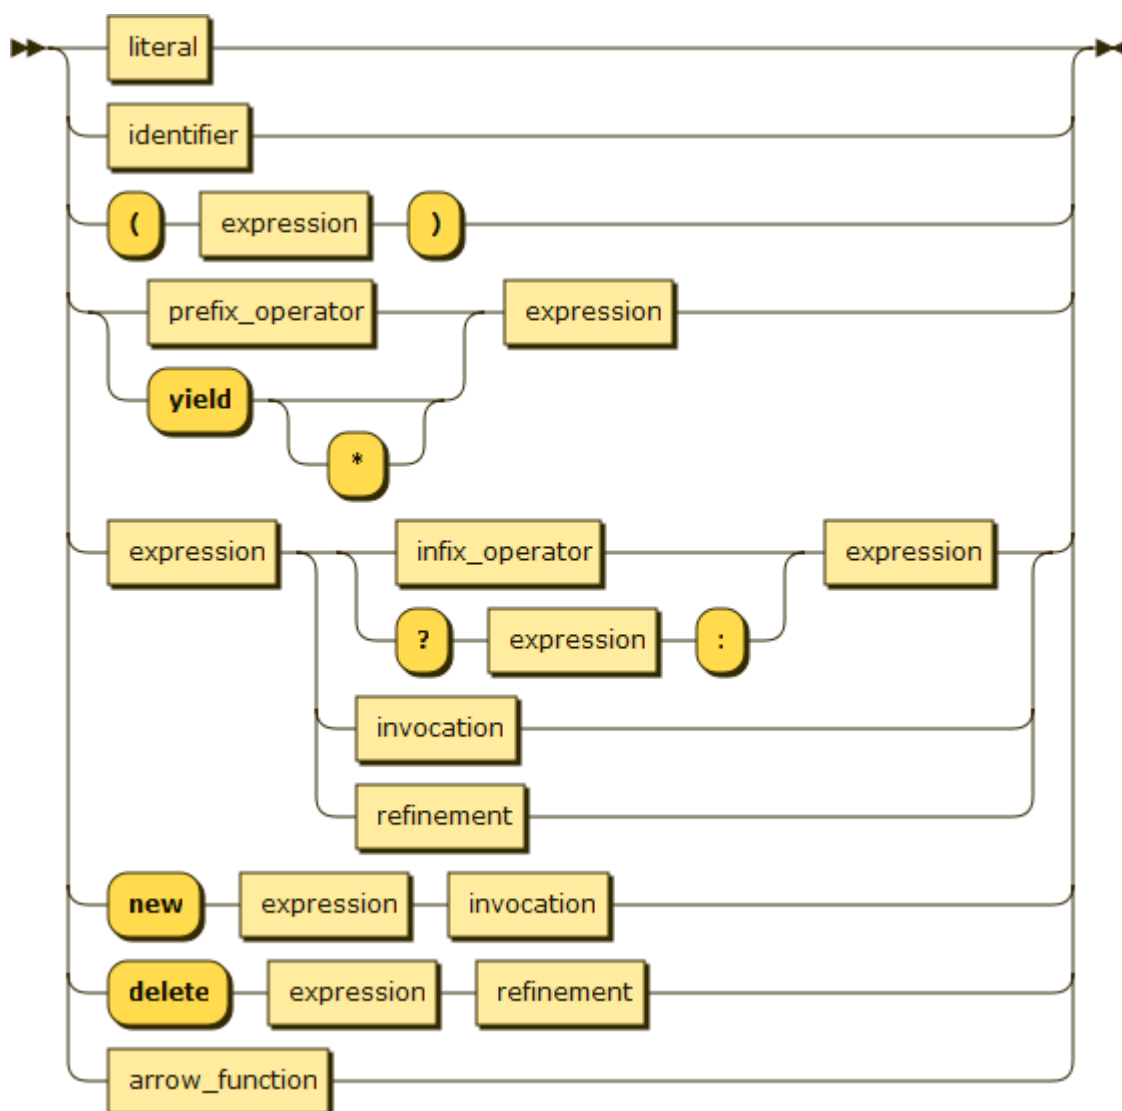 literal
identifier
( expression )
prefix_operator expression
yield
*
expression infix_operator expression
? expression :
invocation
refinement
new expression invocation
delete expression refinement
arrow_function